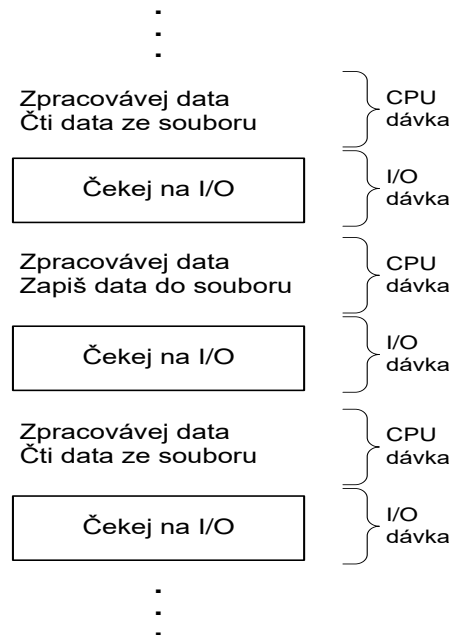 Zpracovávej data
Čti data ze souboru
CPU
dávka
Čekej na I/O
I/O
dávka
Zpracovávej data
Zapiš data do souboru
CPU
dávka
Čekej na I/O
I/O
dávka
Zpracovávej data
Čti data ze souboru
CPU
dávka
Čekej na I/O
I/O
dávka